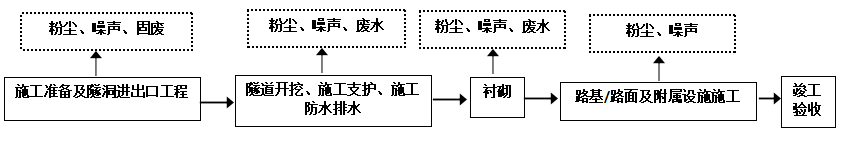 粉尘、噪声、固废
粉尘、噪声、废水
粉尘、噪声、废水
粉尘、噪声
施工准备及隧洞进出口工程
隧道开挖、施工支护、施工
防水排水
衬砌
路基/路面及附属设施施工
竣工
验收